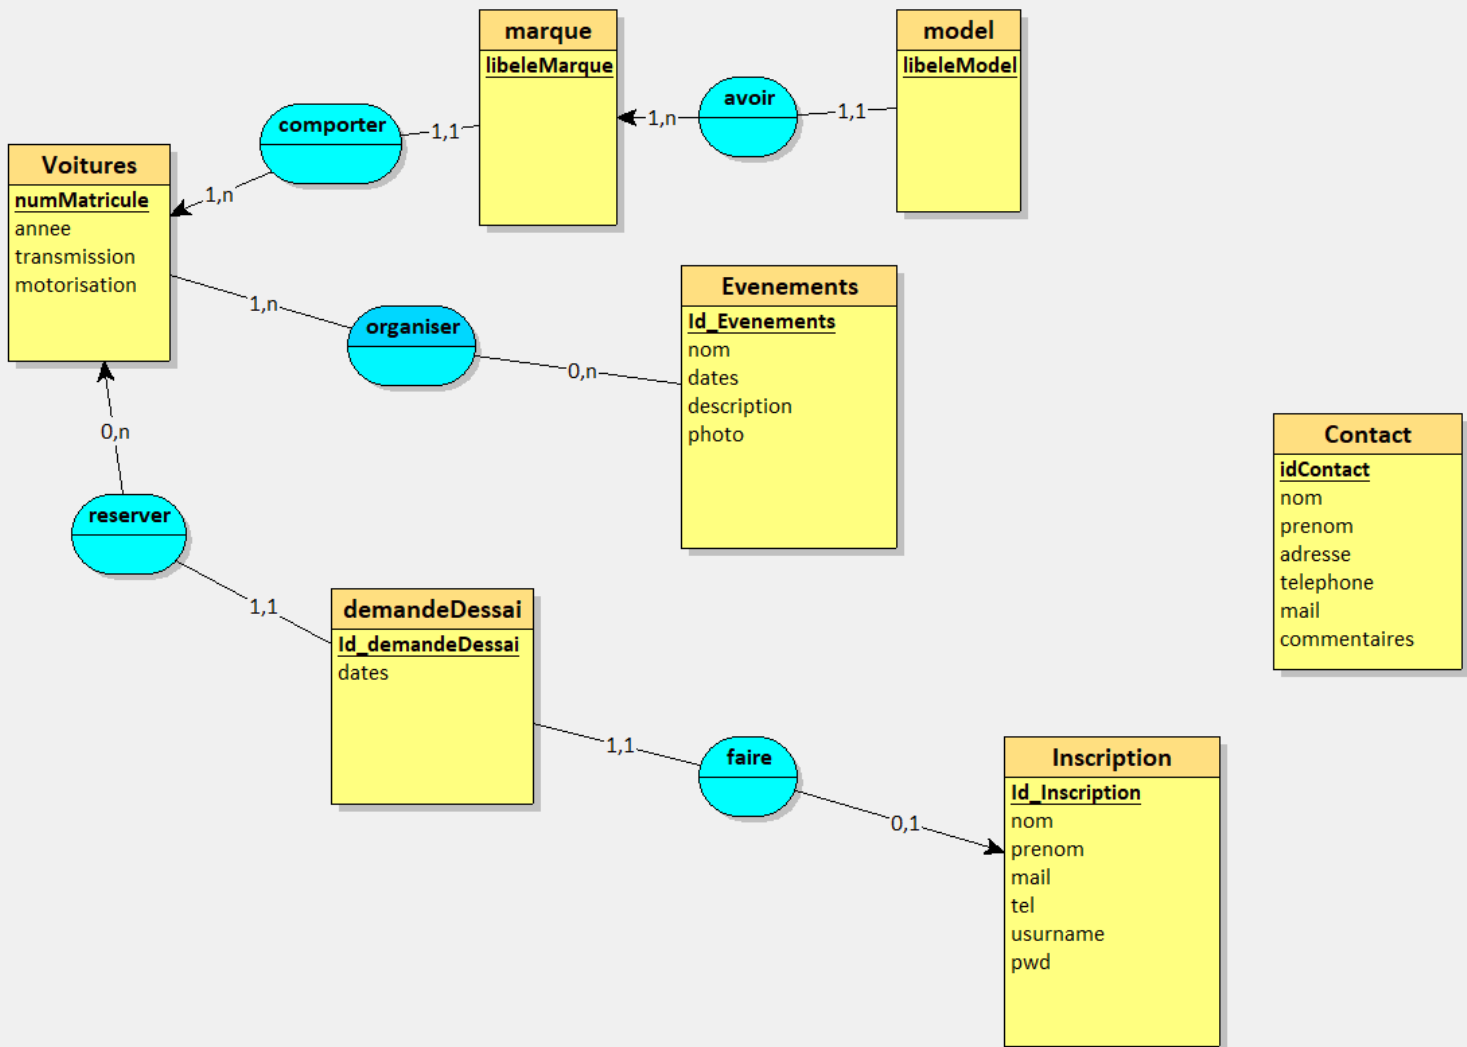 marque
libeleMarque
model
libeleModel
avoir
1,n
1,1
comporter
1,1
1,n
Voitures
numMatricule
annee
transmission
motorisation
1,n
organiser
0,n
Evenements
Id_Evenements
nom
dates
description
photo
0,n
reserver
1,1
demandeDessai
Id_demandeDessai
dates
1,1
faire
0,1
Contact
idContact
nom
prenom
adresse
telephone
mail
commentaires
Inscription
Id_Inscription
nom
prenom
mail
tel
usurname
pwd